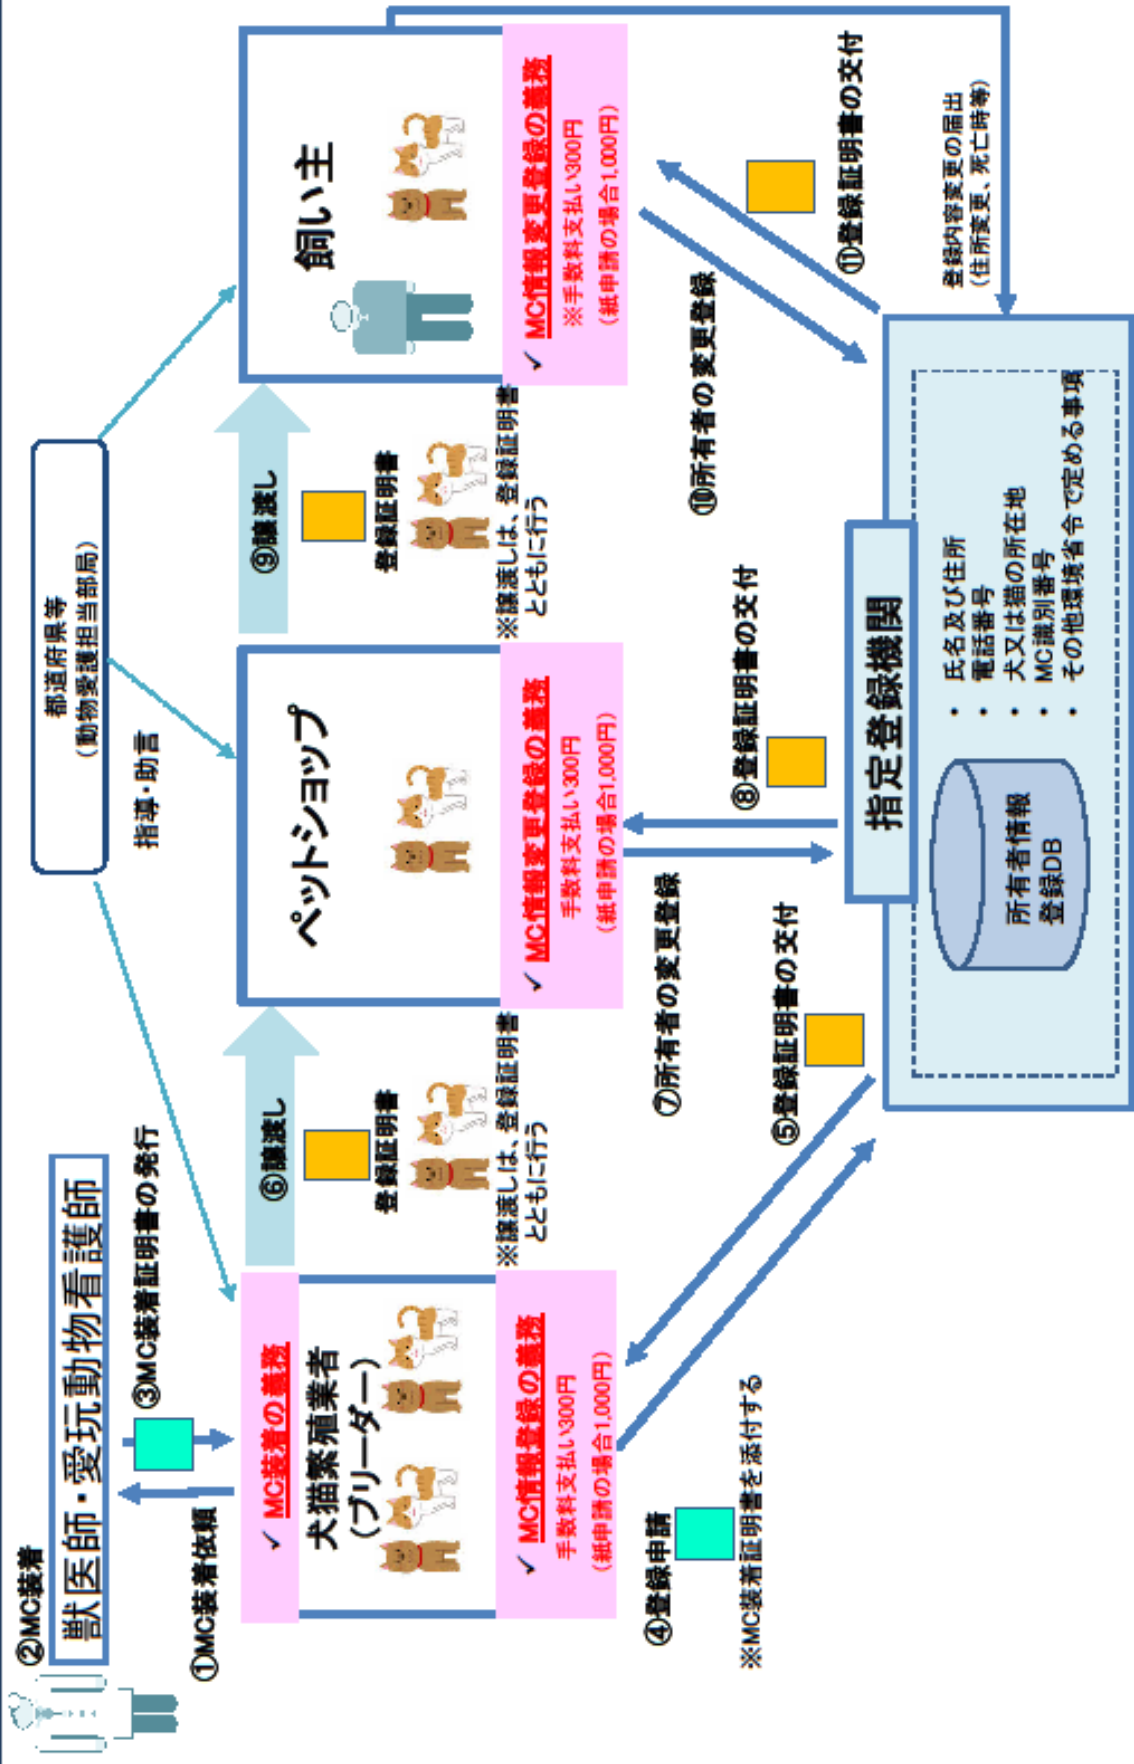 ②MC装着
獣医師・愛玩動物看護師
①MC装着依頼
③MC装着証明書の発行
都道府県等
(動物愛護担当部局)
指導・助言
✓ MC装着の義務
犬猫繁殖業者
(ブリーダー)
✓ MC情報登録の義務
手数料支払い300円
(紙申請の場合1,000円)
⑥譲渡し
登録証明書
※譲渡しは、登録証明書
とともに行う
ペットショップ
✓ MC情報変更登録の義務
手数料支払い300円
(紙申請の場合1,000円)
⑨譲渡し
登録証明書
※譲渡しは、登録証明書
とともに行う
飼い主
✓ MC情報変更登録の義務
※手数料支払い300円
(紙申請の場合1,000円)
④登録申請
※MC装着証明書を添付する
⑤登録証明書の交付
⑦所有者の変更登録
⑧登録証明書の交付
⑩所有者の変更登録
⑪登録証明書の交付
登録内容変更の届出
(住所変更、死亡時等)
指定登録機関
所有者情報
登録DB
・ 氏名及び住所
・ 電話番号
・ 犬又は猫の所在地
・ MC識別番号
・ その他環境省令で定める事項